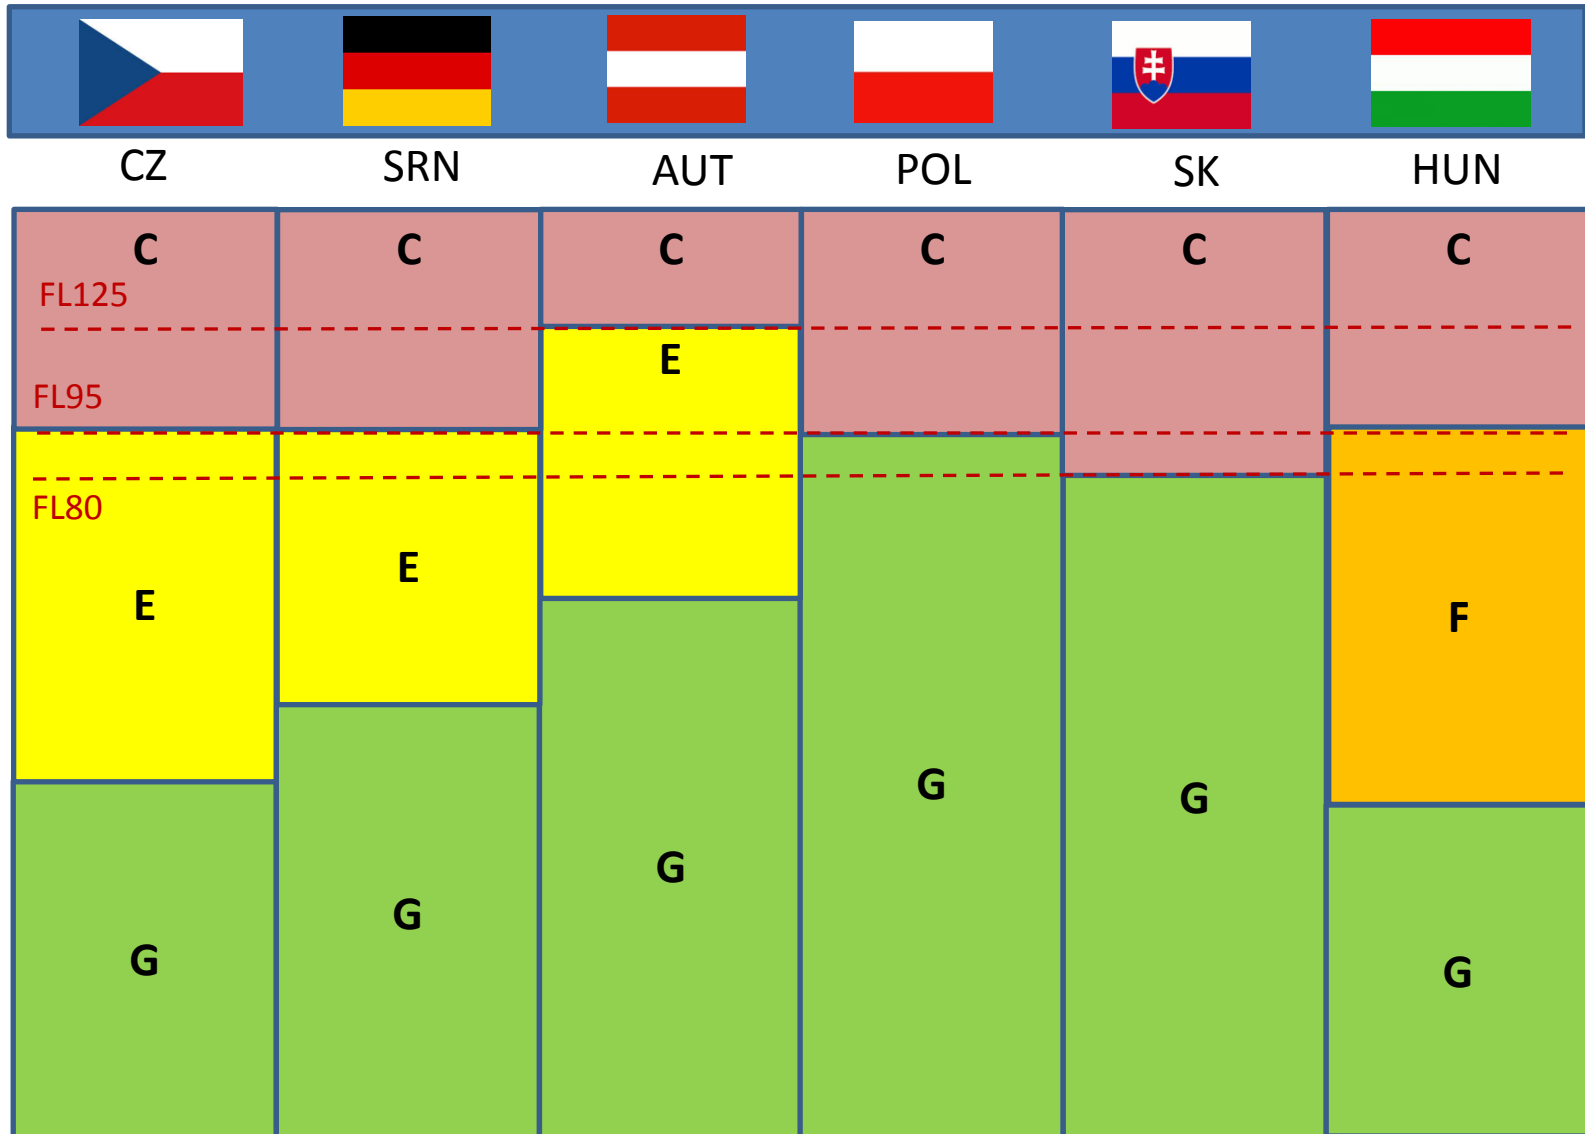 CZ SRN AUT POL SK HUN
C C C C C C
FL125
E
FL95
FL80
E E F
G G G G G G